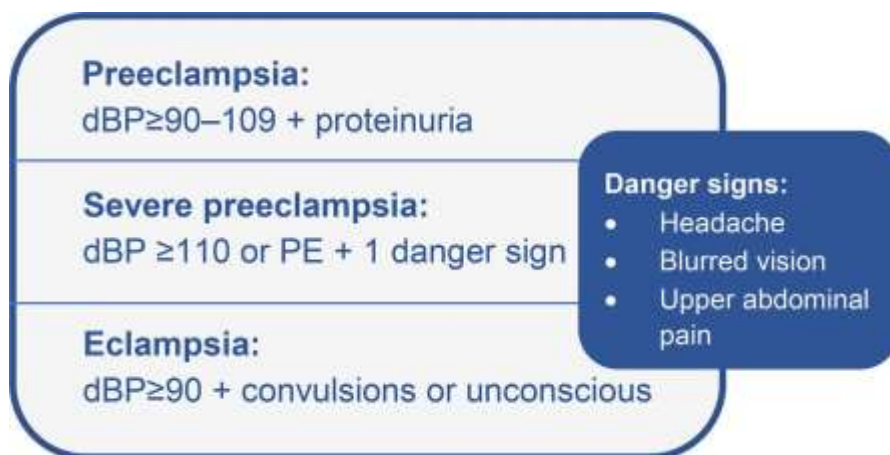 Preeclampsia:
dBP≥90–109 + proteinuria
Severe preeclampsia:
dBP ≥110 or PE + 1 danger sign
Eclampsia:
dBP≥90 + convulsions or unconscious
Danger signs:
• Headache
• Blurred vision
• Upper abdominal
pain